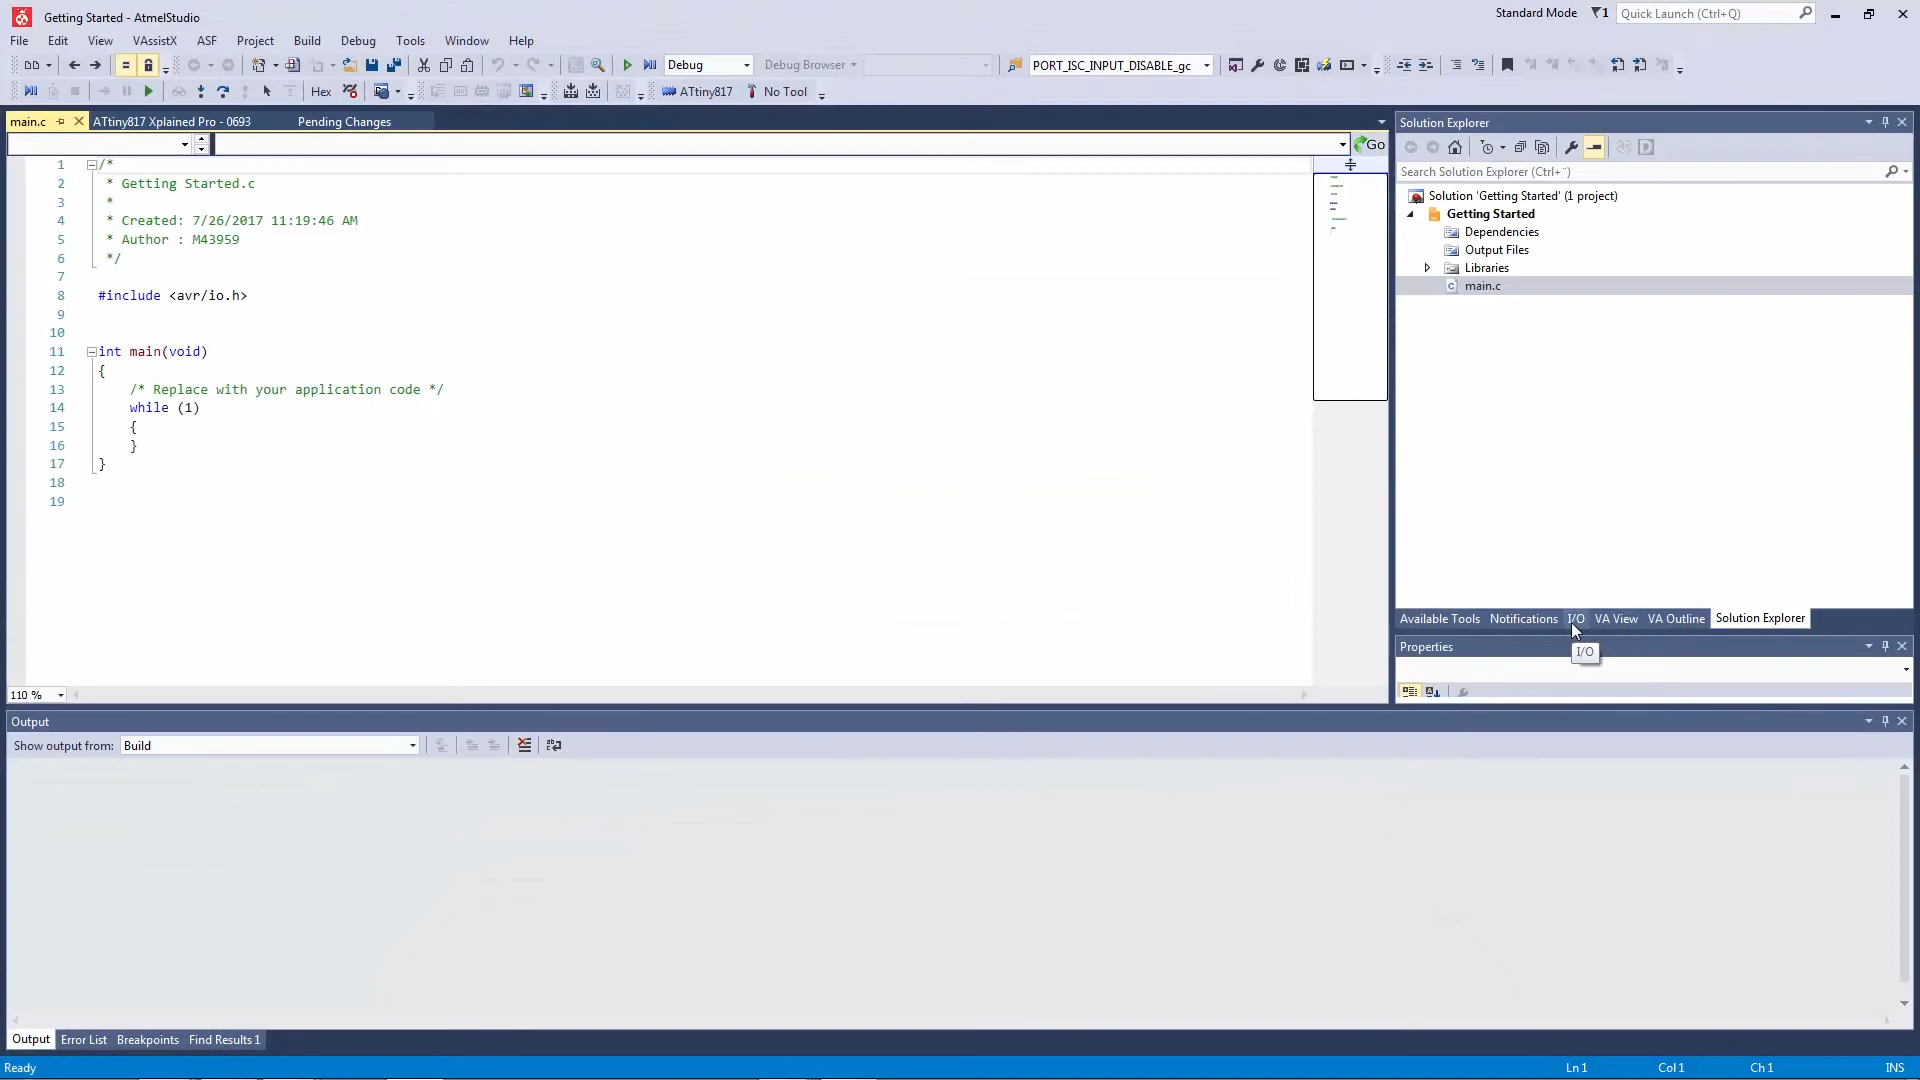 Getting Started - AtmelStudio
Standard Mode
1
Quick Launch (Ctrl+Q)
File Edit View VAssistX ASF Project Build Debug Tools Window Help
Debug
Debug Browser
PORT_ISC_INPUT_DISABLE_gc
Hex
ATtiny817
No Tool
main.c
ATtiny817 Xplained Pro - 0693
Pending Changes
Go
1 /*
2 * Getting Started.c
3 *
4 * Created: 7/26/2017 11:19:46 AM
5 * Author : M43959
6 */
7
8 #include <avr/io.h>
9
10
11 int main(void)
12 {
13 /* Replace with your application code */
14 while (1)
15 {
16 }
17 }
18
19
110 %
Solution Explorer
Search Solution Explorer (Ctrl+¨)
Solution 'Getting Started' (1 project)
Getting Started
Dependencies
Output Files
Libraries
main.c
Available Tools Notifications I/O VA View VA Outline Solution Explorer
I/O
Properties
Output
Show output from: Build
Output Error List Breakpoints Find Results 1
Ready
Ln 1 Col 1 Ch 1 INS